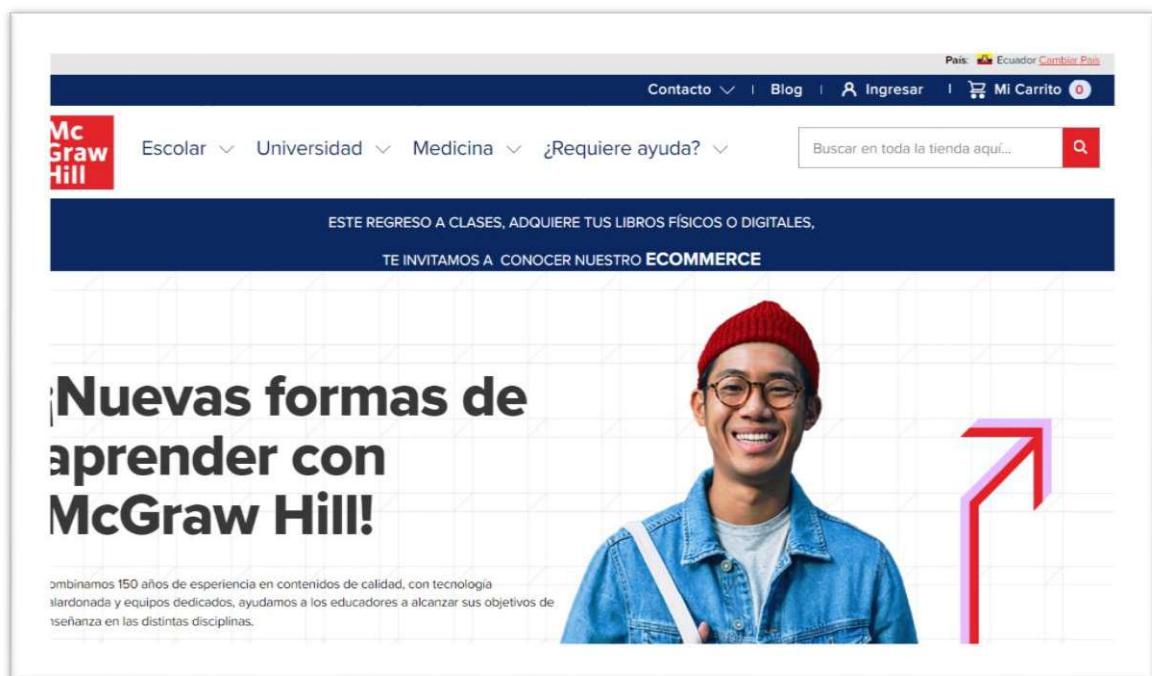 País: Ecuador Cambiar País
Contacto | Blog | Ingresar | Mi Carrito 0
Mc
Graw
Hill
Escolar Universidad Medicina ¿Requiere ayuda? Buscar en toda la tienda aquí...
ESTE REGRESO A CLASES, ADQUIERE TUS LIBROS FÍSICOS O DIGITALES,
TE INVITAMOS A CONOCER NUESTRO ECOMMERCE
¡Nuevas formas de
aprender con
McGraw Hill!
ombinamos 150 años de esperiencia en contenidos de calidad, con tecnología
alardonada y equipos dedicados, ayudamos a los educadores a alcanzar sus objetivos de
nseñanza en las distintas disciplinas.